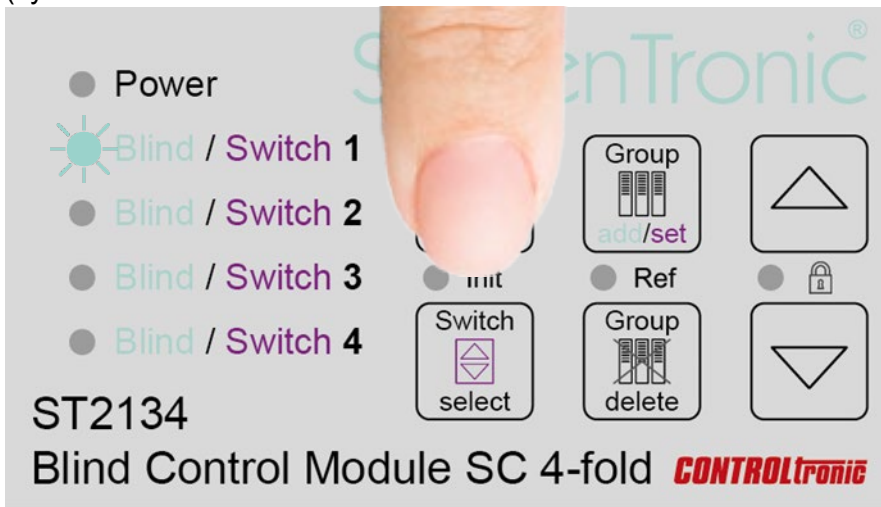 Power
Blind / Switch 1
Blind / Switch 2
Blind / Switch 3
Blind / Switch 4
Group
add/set
Init
Ref
Switch
select
Group
delete
ST2134
Blind Control Module SC 4-fold CONTROLtronic